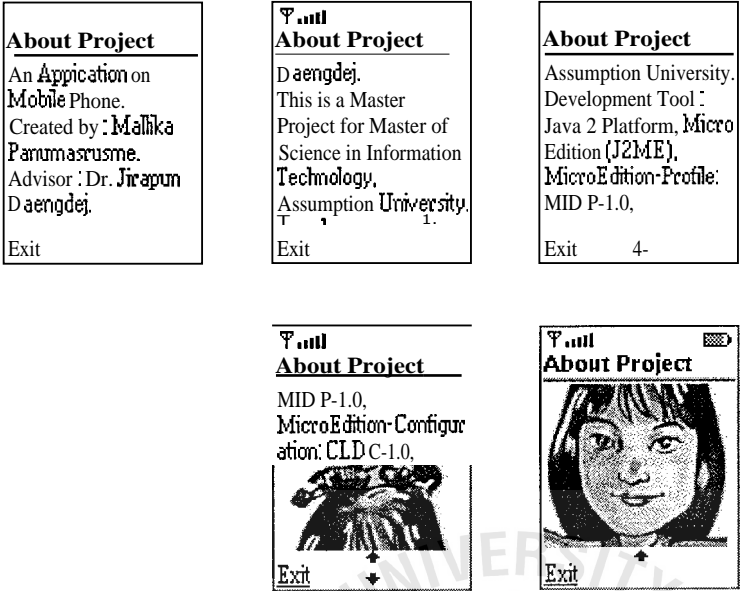 About Project
An Appication on
Mobile Phone.
Created by : Mallika
Panumasrusme.
Advisor : Dr. Jirapun
Daengdej.
Exit
About Project
Daengdej.
This is a Master
Project for Master of
Science in Information
Technology,
Assumption University.
Exit
About Project
Assumption University.
Development Tool :
Java 2 Platform, Micro
Edition (J2ME),
MicroEdition-Profile:
MID P-1.0,
Exit 4-
About Project
MID P-1.0,
MicroEdition-Configur
ation: CLD C-1.0,
Exit
About Project
Exit
UNIVERSITY